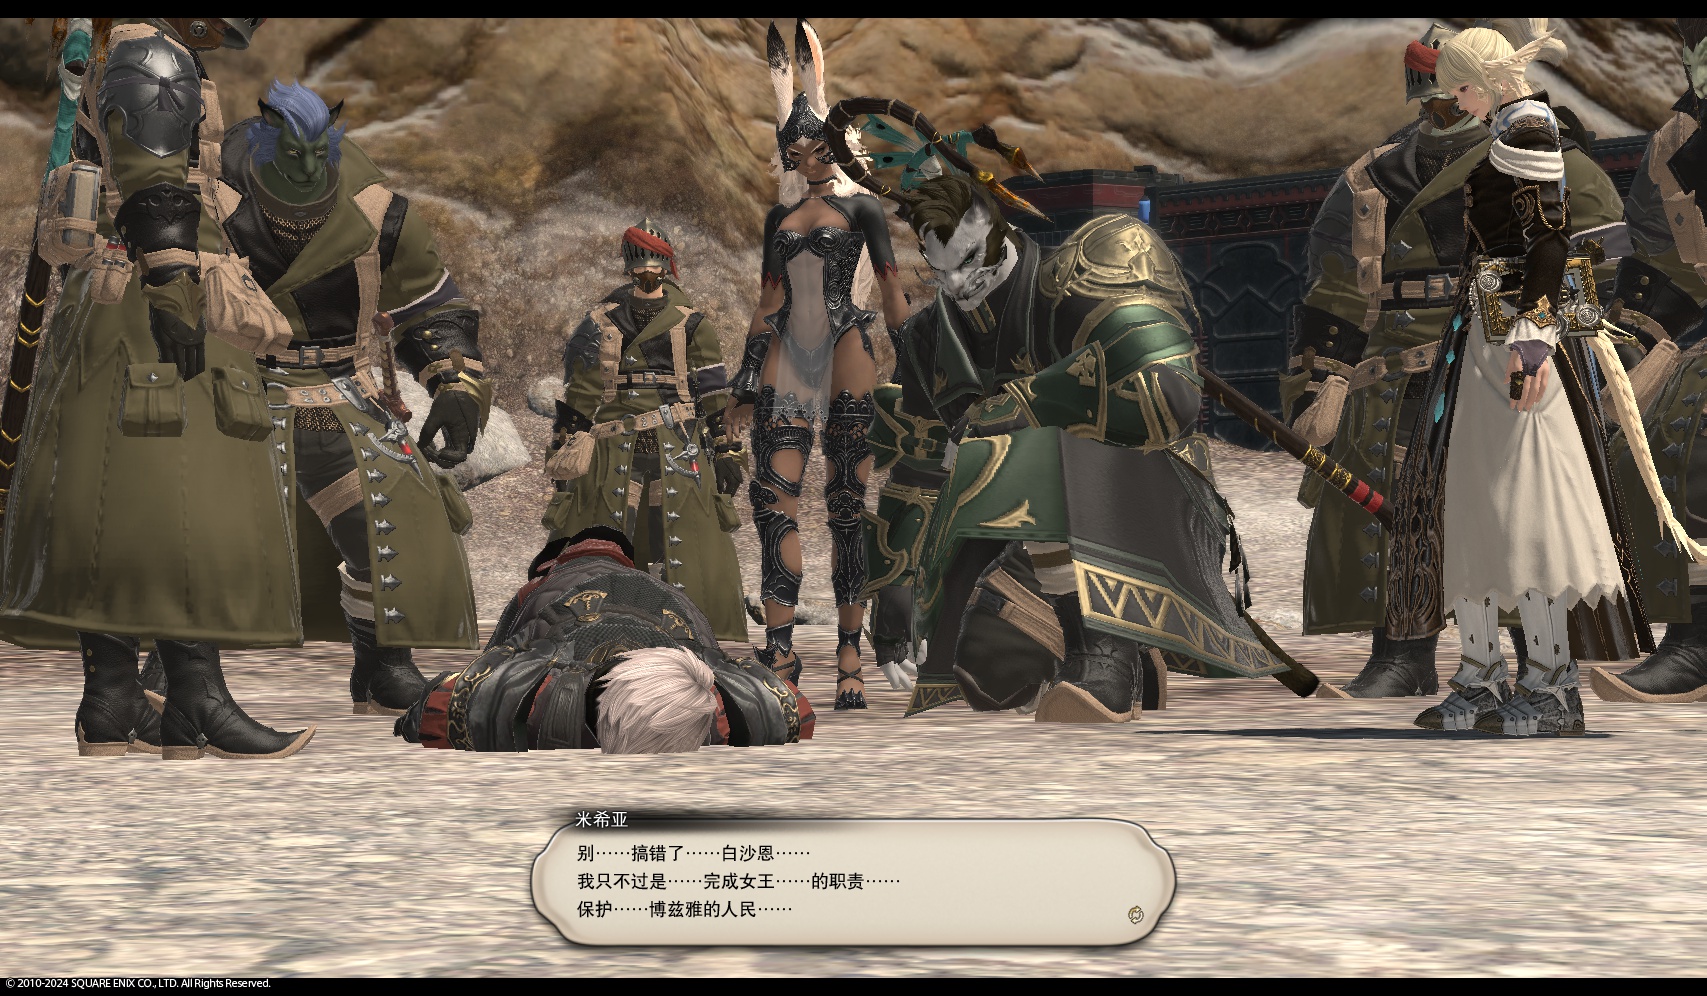 米希亚
别……搞错了……白沙恩……
我只不过是……完成女王……的职责……
保护……博兹雅的人民……
© 2010-2024 SQUARE ENIX CO., LTD. All Rights Reserved.